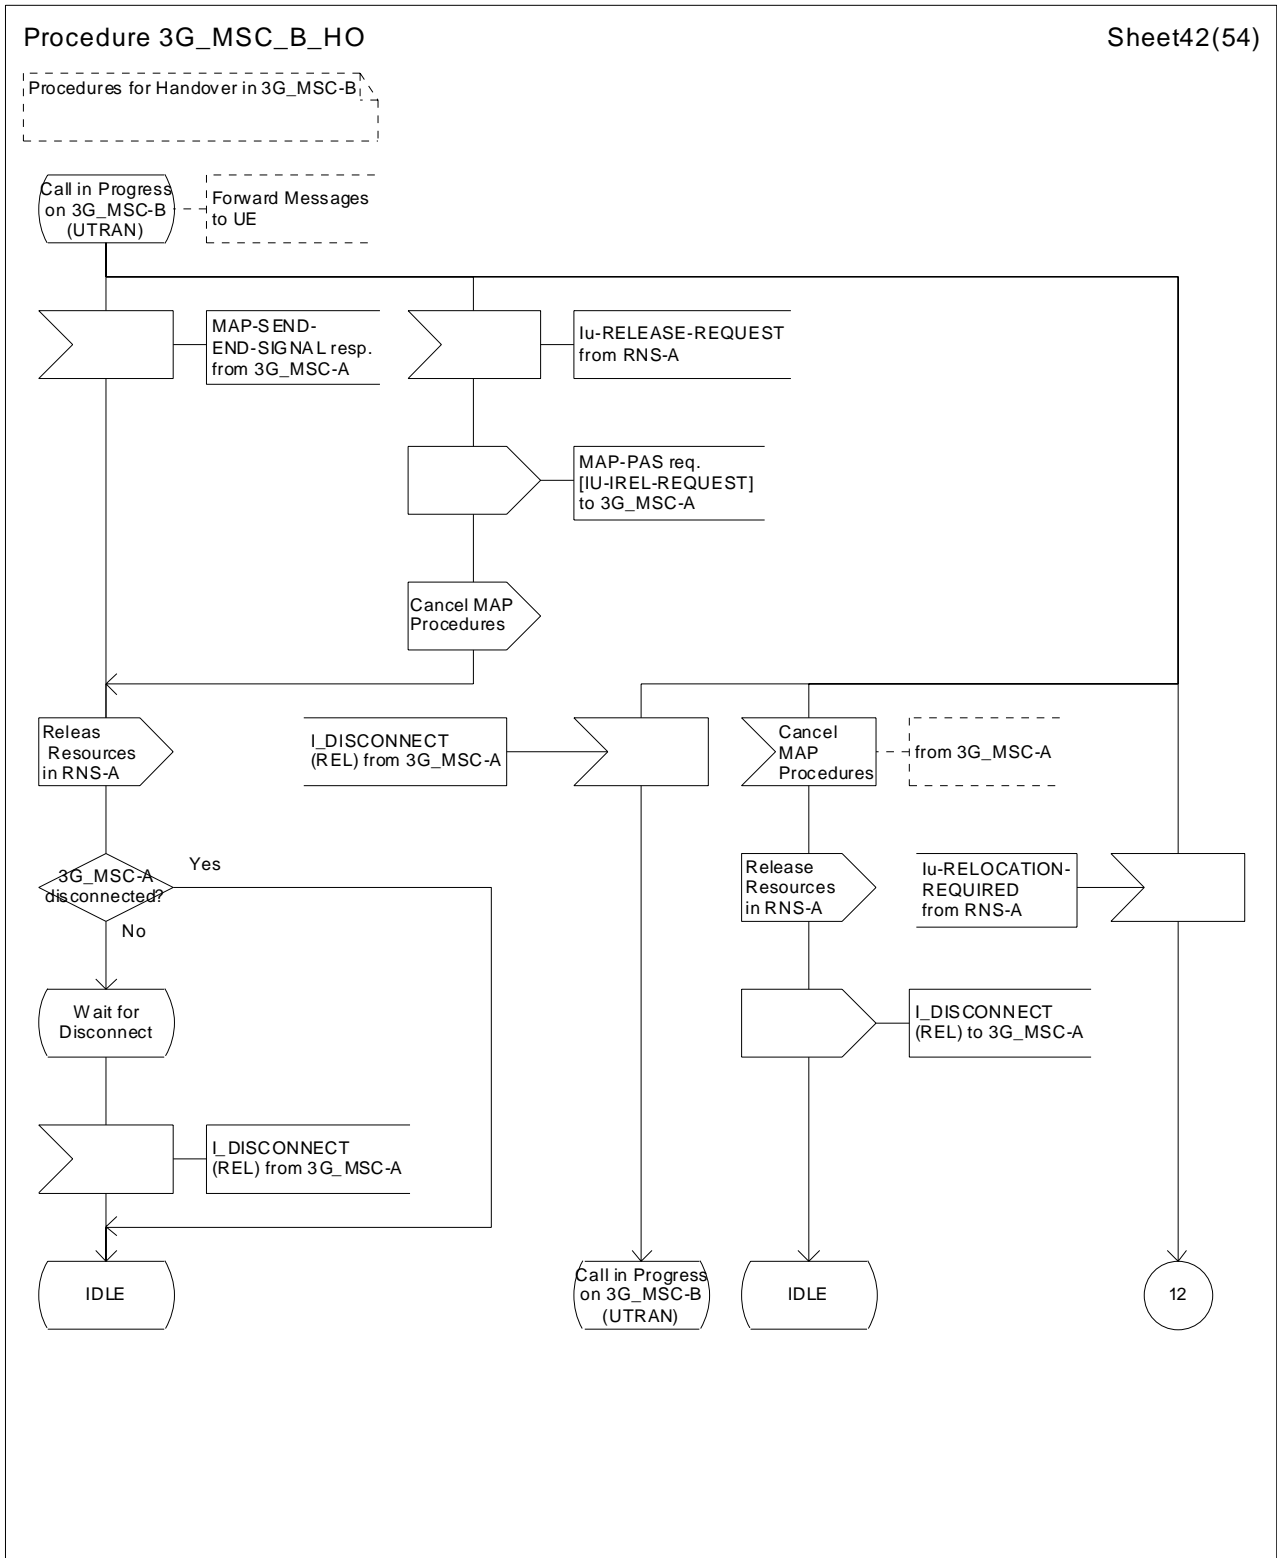 Procedure 3G_MSC_B_HO
Sheet42(54)
Procedures for Handover in 3G_MSC-B
Call in Progress
on 3G_MSC-B
(UTRAN)
Forward Messages
to UE
MAP-SEND-
END-SIGNAL resp.
from 3G_MSC-A
Iu-RELEASE-REQUEST
from RNS-A
MAP-PAS req.
[IU-IREL-REQUEST]
to 3G_MSC-A
Cancel MAP
Procedures
Releas
Resources
in RNS-A
I_DISCONNECT
(REL) from 3G_MSC-A
Cancel
MAP
Procedures
from 3G_MSC-A
3G_MSC-A
disconnected?
Yes
No
Release
Resources
in RNS-A
Iu-RELOCATION-
REQUIRED
from RNS-A
Wait for
Disconnect
I_DISCONNECT
(REL) to 3G_MSC-A
I_DISCONNECT
(REL) from 3G_MSC-A
IDLE
Call in Progress
on 3G_MSC-B
(UTRAN)
IDLE
12